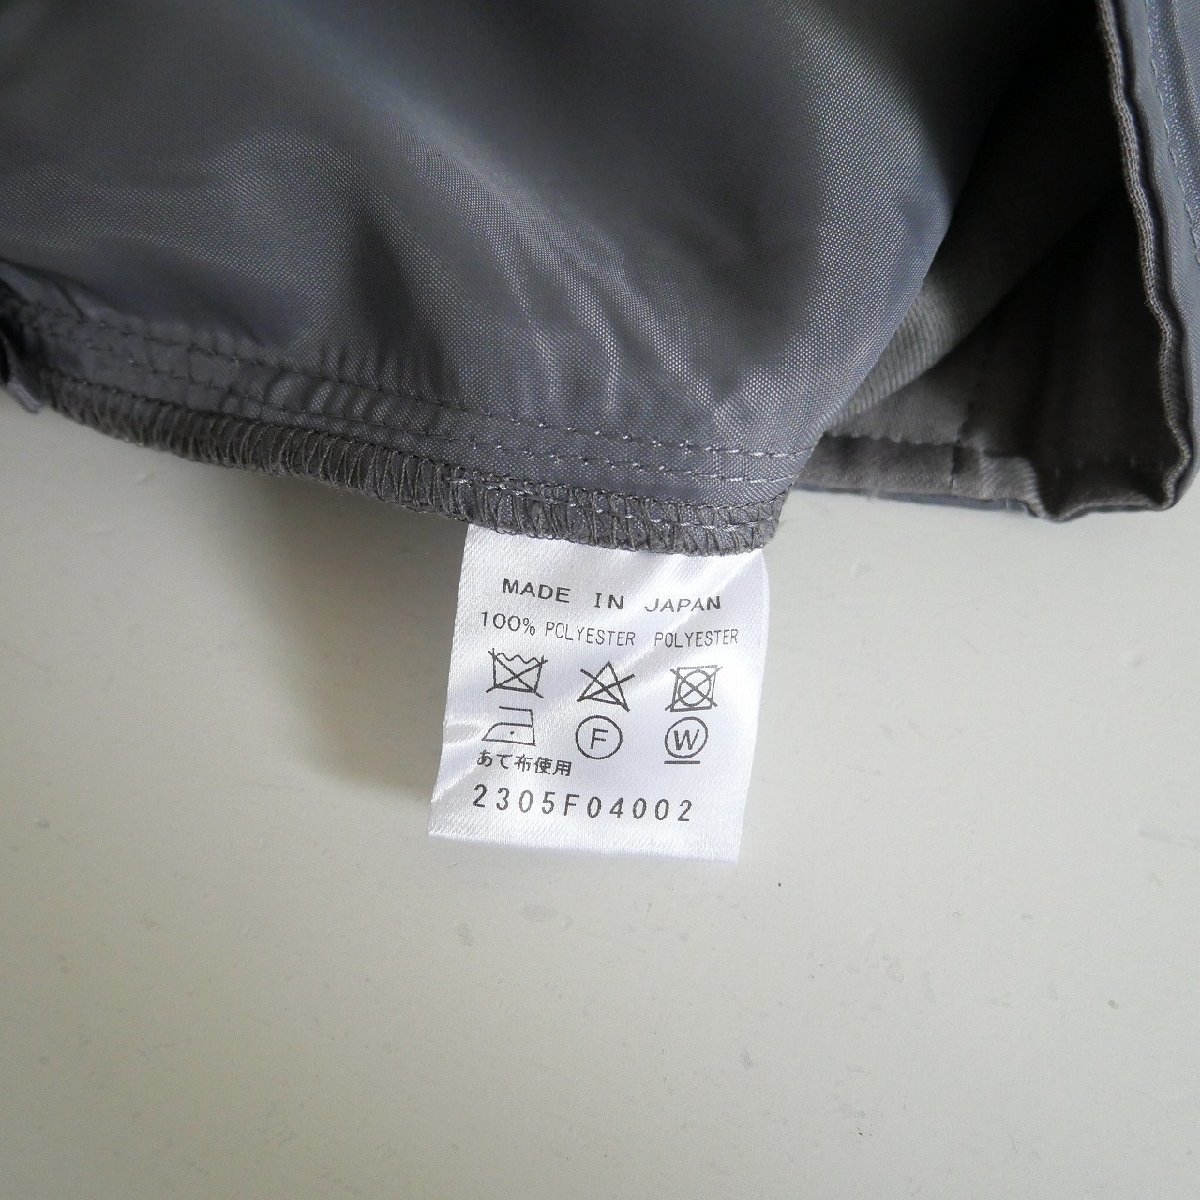 MADE IN JAPAN
100% POLYESTER POLYESTER
F W
あて布使用
2305F04002